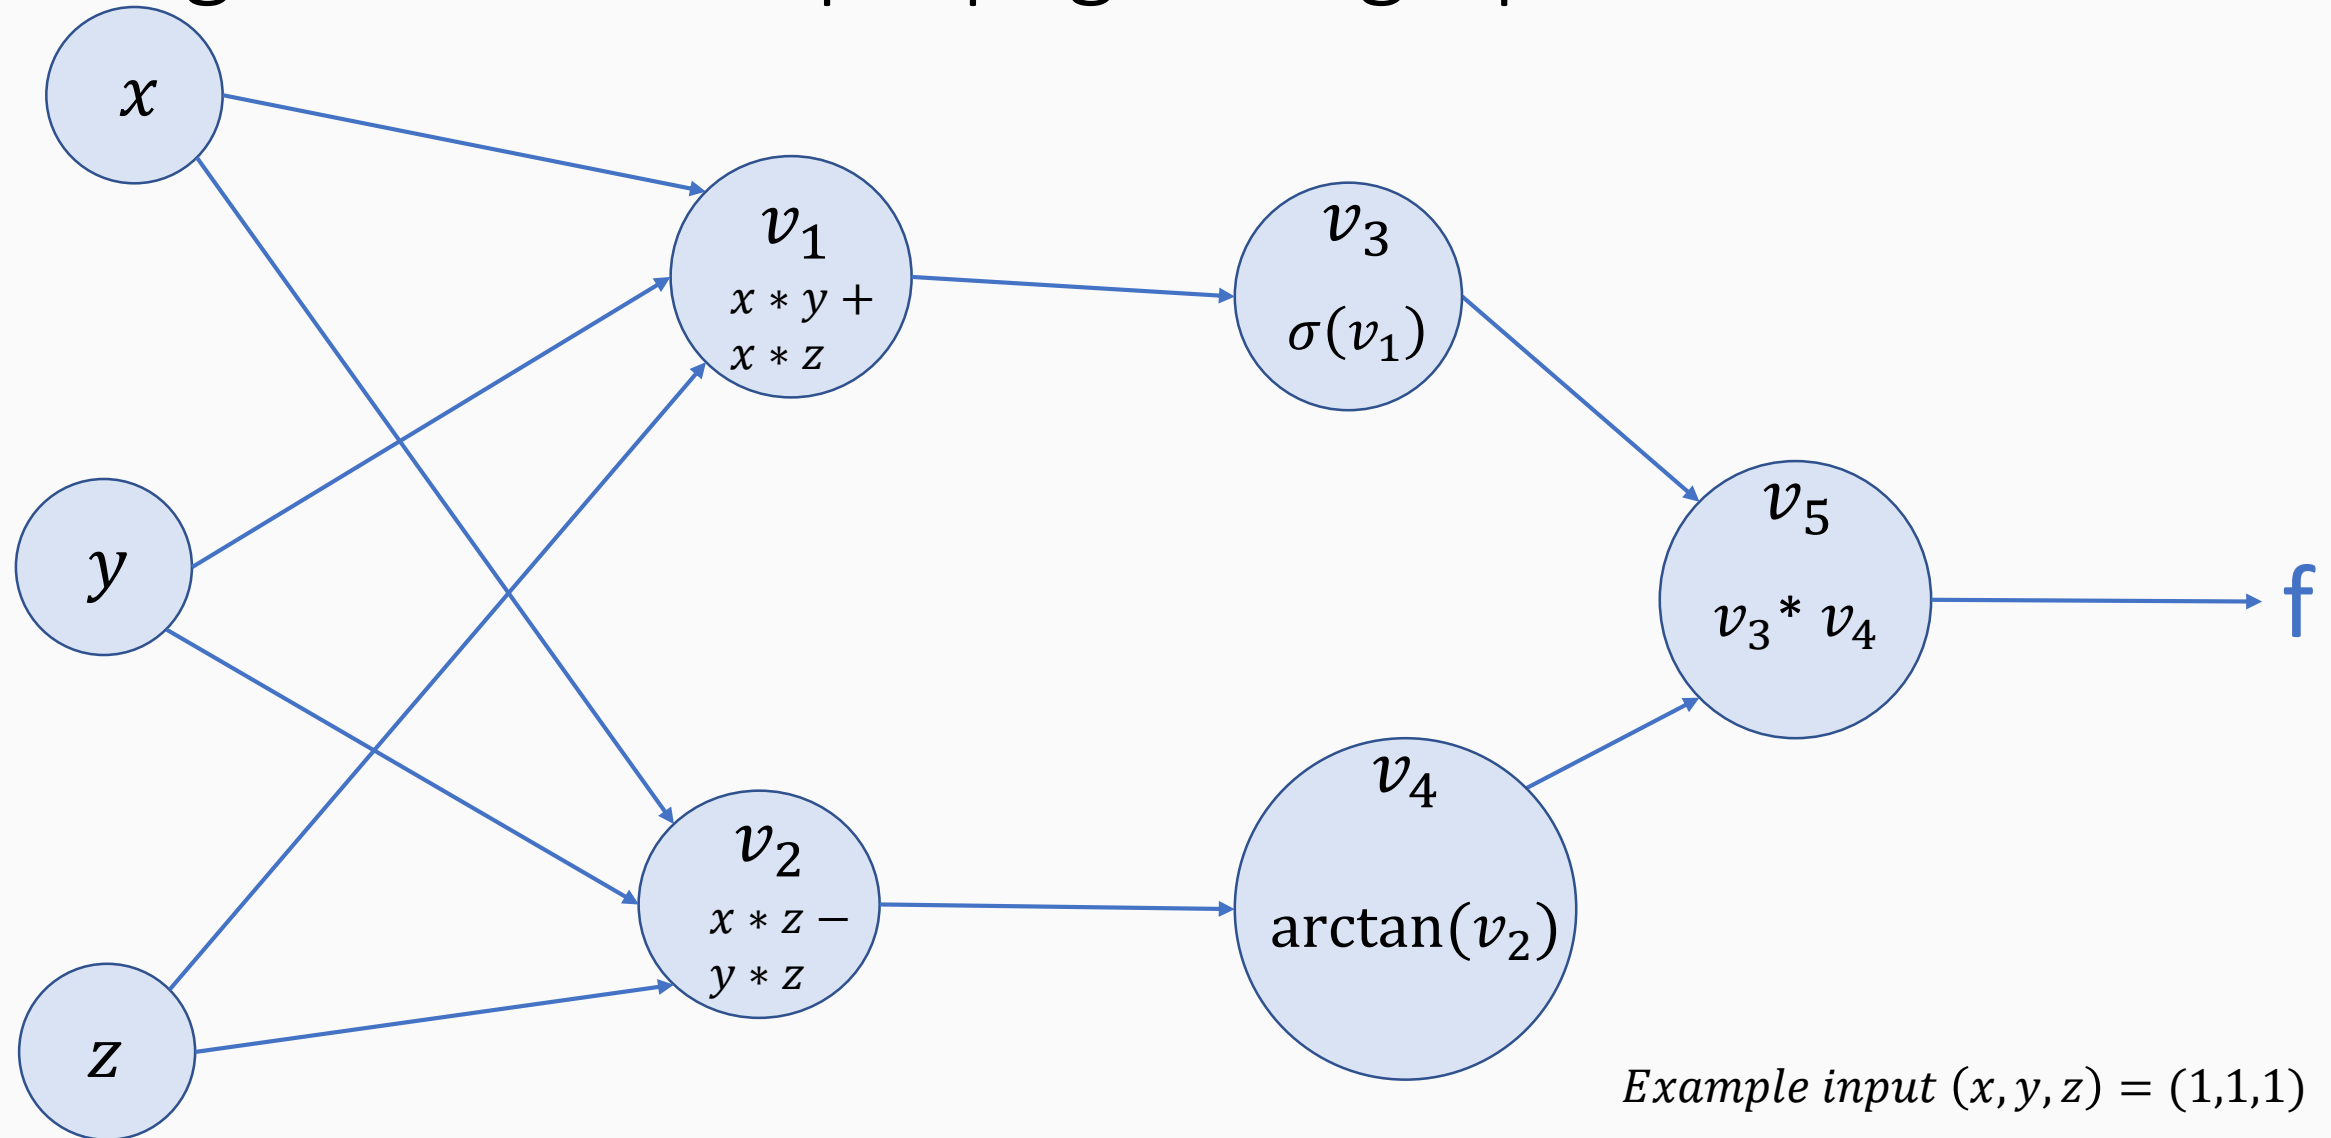 x
v₁
x * y +
x * z
v₃
σ(v₁)
y
v₅
v₃* v₄
f
v₂
x * z −
y * z
v₄
arctan(v₂)
z
Example input (x, y, z) = (1,1,1)